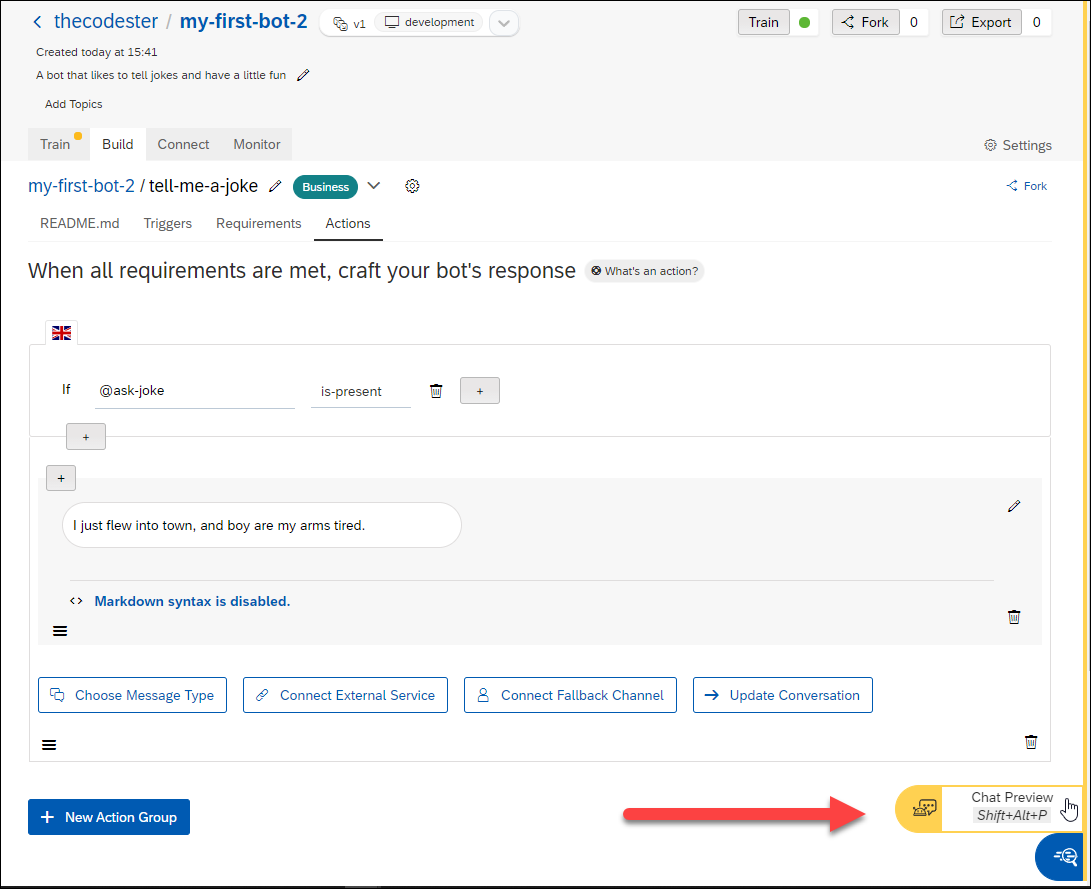 thecodester / my-first-bot-2 v1 development Train Fork 0 Export 0
Created today at 15:41
A bot that likes to tell jokes and have a little fun
Add Topics
Train Build Connect Monitor Settings
my-first-bot-2 / tell-me-a-joke Business Fork
README.md Triggers Requirements Actions
When all requirements are met, craft your bot's response What's an action?
If @ask-joke is-present +
+
+
I just flew into town, and boy are my arms tired.
<> Markdown syntax is disabled.
Choose Message Type Connect External Service Connect Fallback Channel Update Conversation
Chat Preview
Shift+Alt+P
+ New Action Group